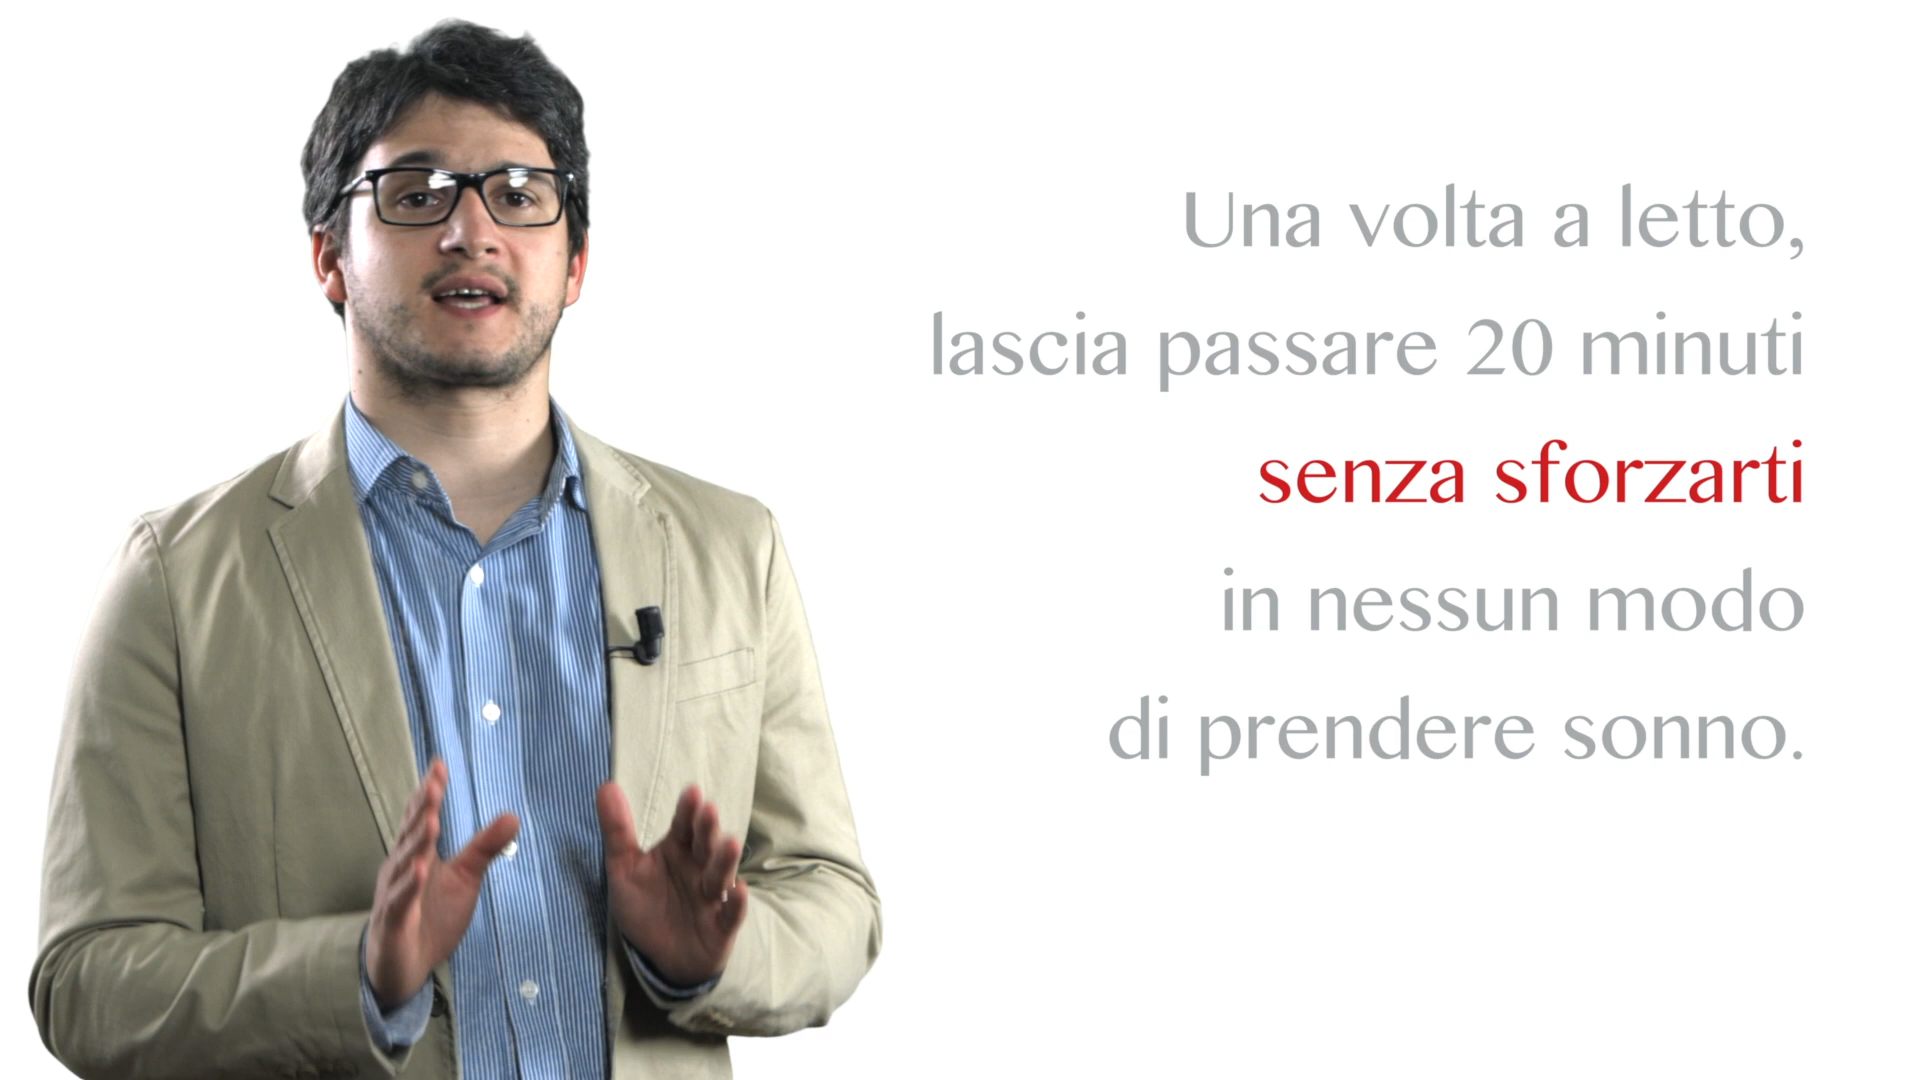 Una volta a letto,
lascia passare 20 minuti
senza sforzarti
in nessun modo
di prendere sonno.